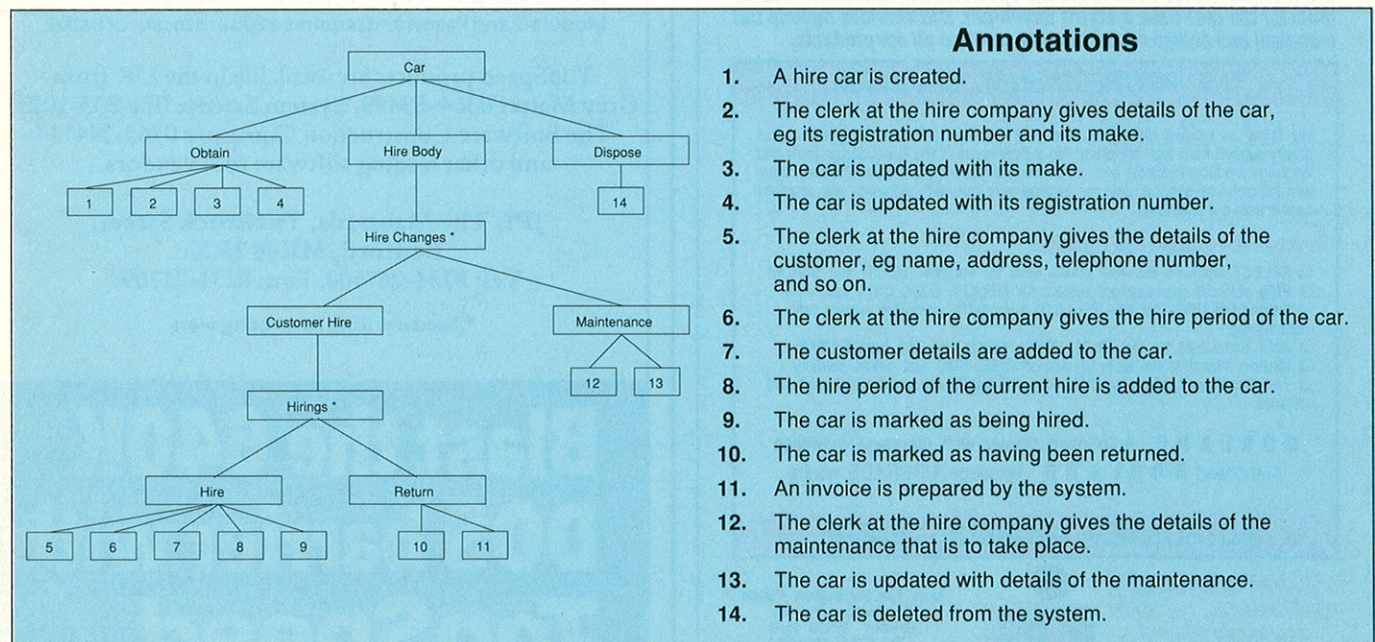 Car
Obtain
Hire Body
Dispose
1
2
3
4
14
Hire Changes *
Customer Hire
Maintenance
12
13
Hirings *
Hire
Return
5
6
7
8
9
10
11
Annotations
1. A hire car is created.
2. The clerk at the hire company gives details of the car,
eg its registration number and its make.
3. The car is updated with its make.
4. The car is updated with its registration number.
5. The clerk at the hire company gives the details of the
customer, eg name, address, telephone number,
and so on.
6. The clerk at the hire company gives the hire period of the car.
7. The customer details are added to the car.
8. The hire period of the current hire is added to the car.
9. The car is marked as being hired.
10. The car is marked as having been returned.
11. An invoice is prepared by the system.
12. The clerk at the hire company gives the details of the
maintenance that is to take place.
13. The car is updated with details of the maintenance.
14. The car is deleted from the system.